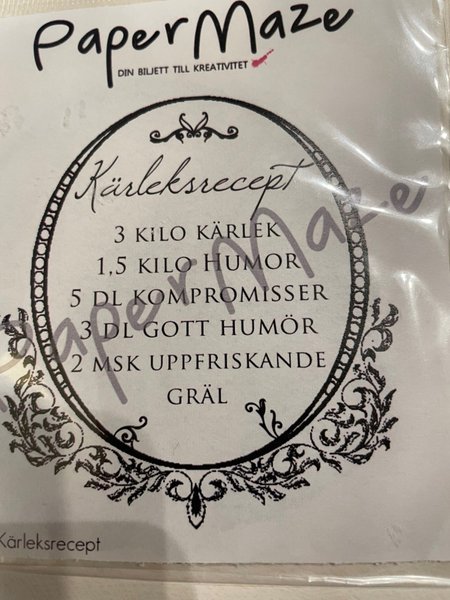 PaperMaze
DIN BILJETT TILL KREATIVITET
Kärleksrecept
3 KILO KÄRLEK
1,5 KILO HUMOR
5 DL KOMPROMISSER
3 DL GOTT HUMÖR
2 MSK UPPFRISKANDE
GRÄL
PaperMaze
Kärleksrecept